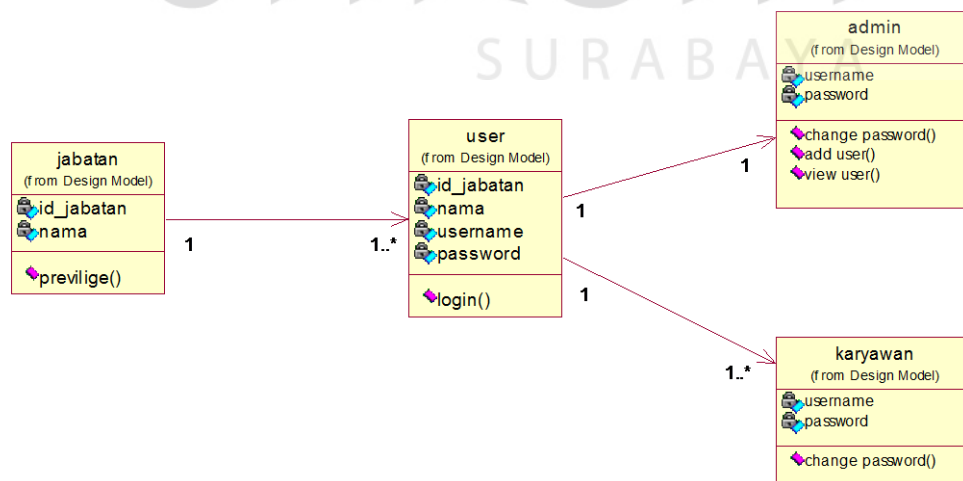 SURABAYA
jabatan
(from Design Model)
id_jabatan
nama
previlige()
1
1..*
user
(from Design Model)
id_jabatan
nama
username
password
login()
1
1
1
1..*
admin
(from Design Model)
username
password
change password()
add user()
view user()
karyawan
(from Design Model)
username
password
change password()